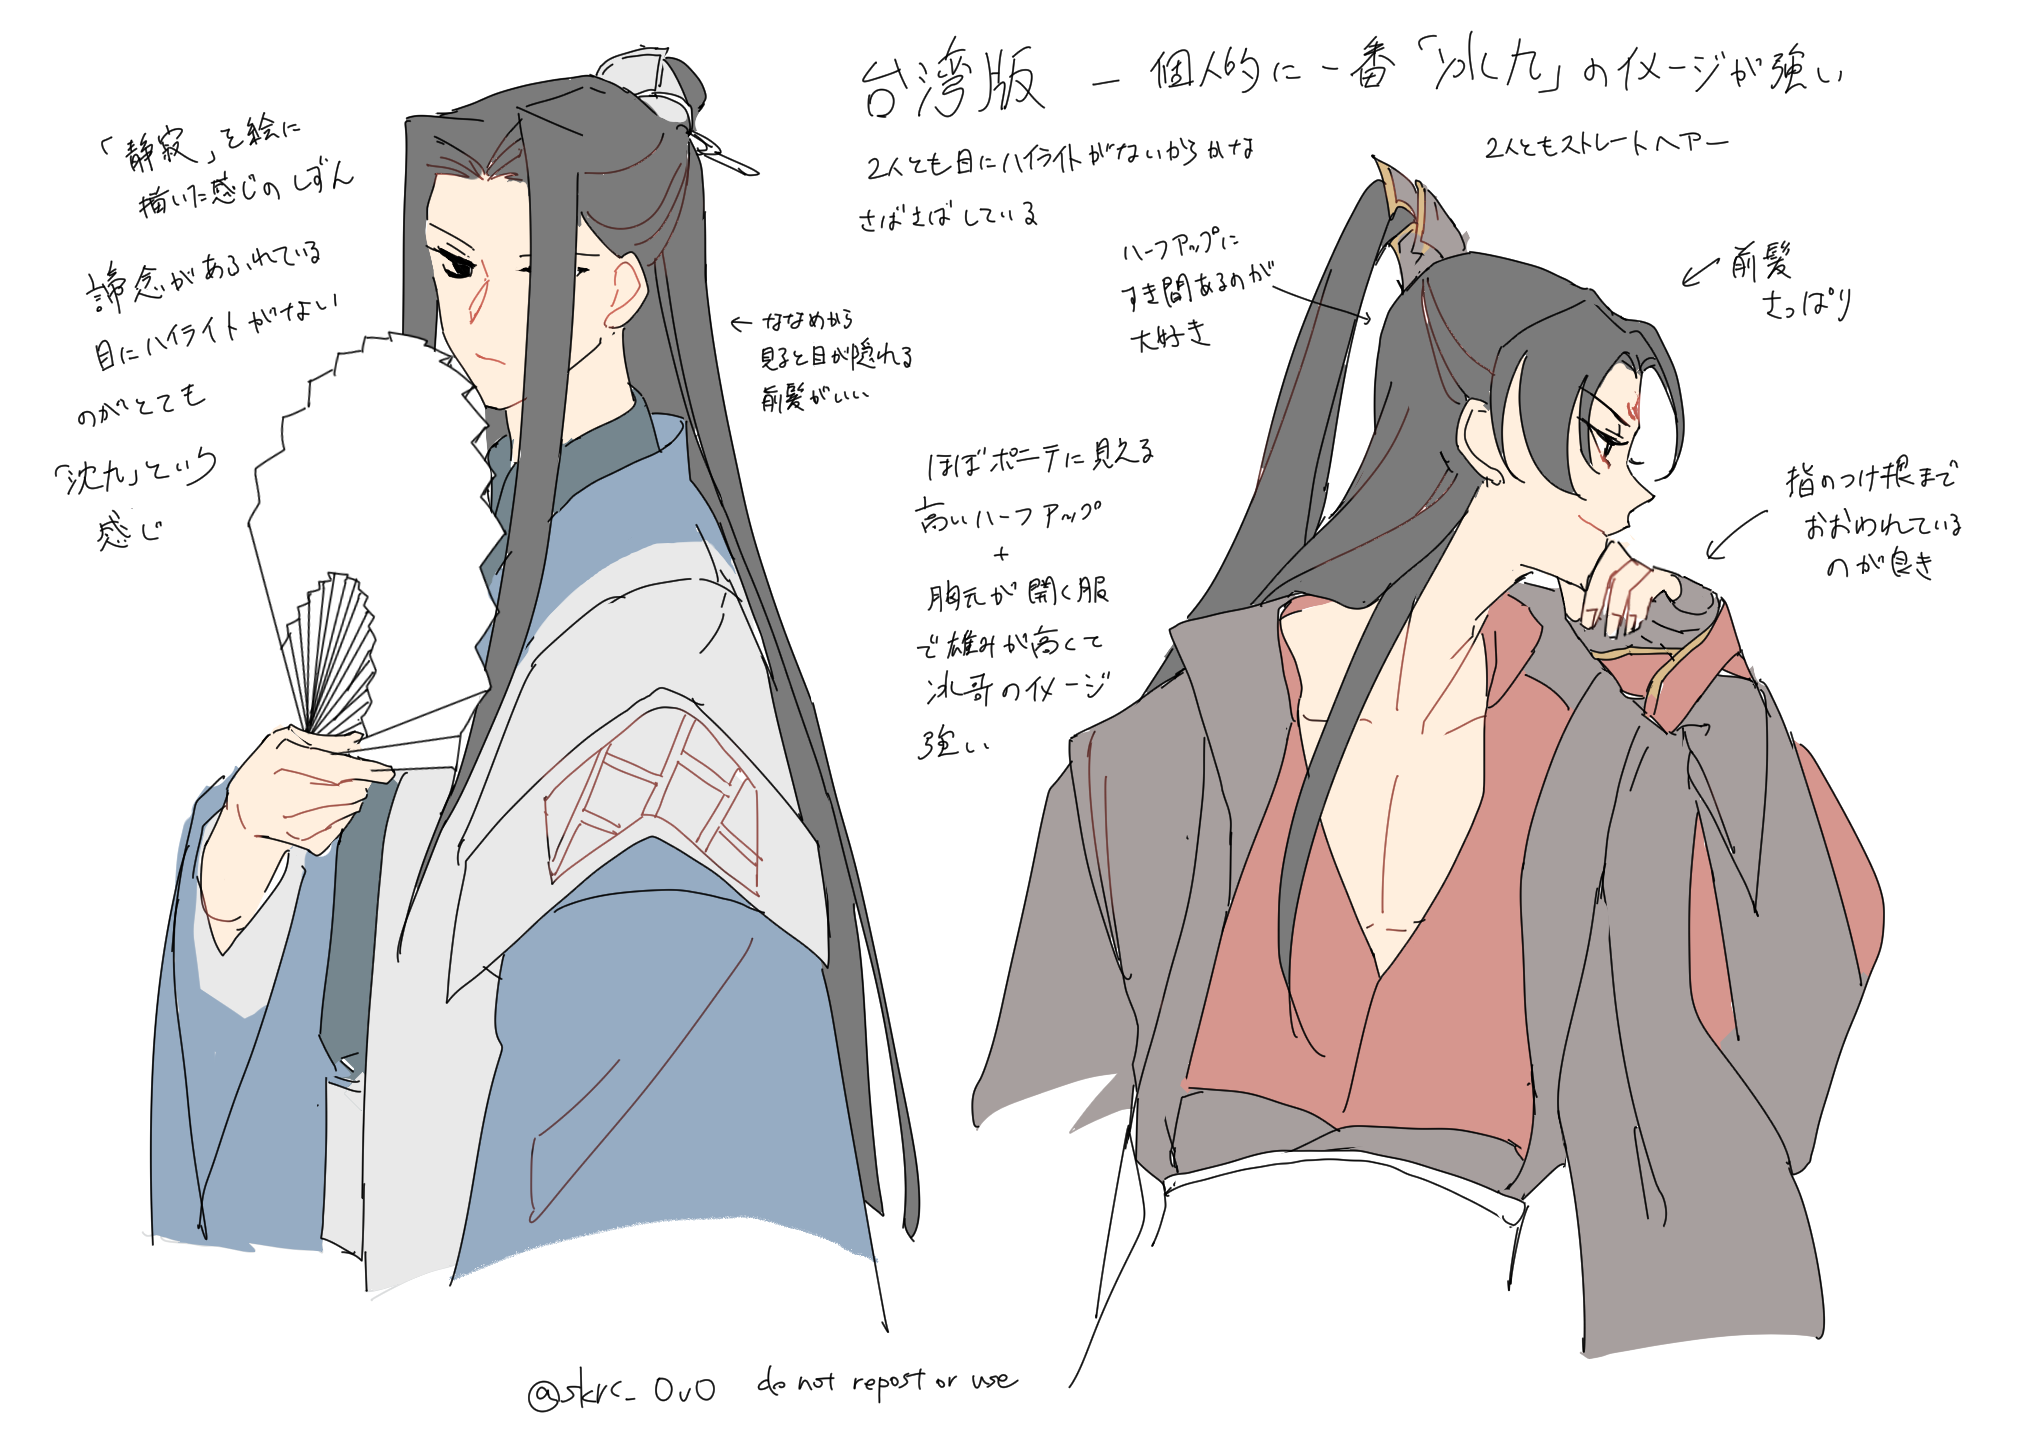 台湾版 - 個人的に一番「冰九」のイメージが強い
2人とも目にハイライトがないからかな
さばさばしている
2人ともストレートヘアー
「静寂」を絵に
描いた感じのしずん
諦念があふれている
目にハイライトがない
のがとても
「沈九」という
感じ
← ななめから
見ると目が隠れる
前髪がいい
ハーフアップに
すき間あるのが
大好き
前髪
さっぱり
ほぼポニテに見える
高いハーフアップ
+
胸元が開く服
で雄みが高くて
冰哥のイメージ
強い
指のつけ根まで
おおわれている
のが良き
@skrc_0v0 do not repost or use